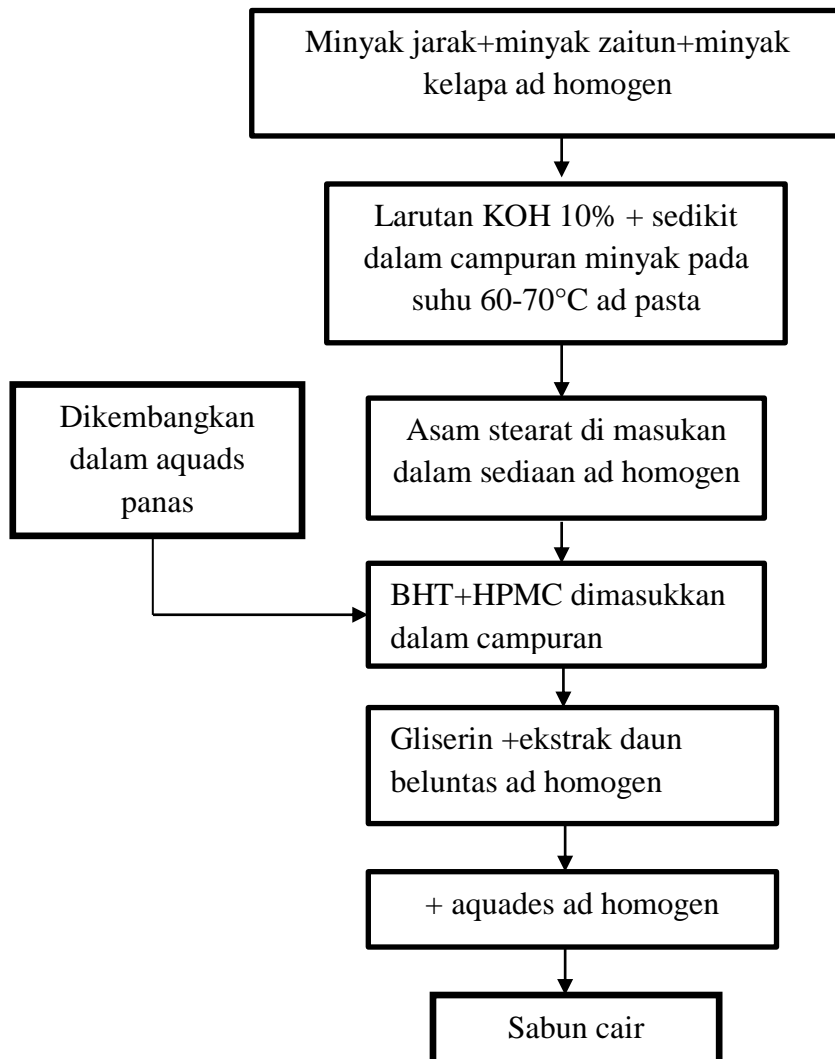 Minyak jarak+minyak zaitun+minyak
kelapa ad homogen
Larutan KOH 10% + sedikit
dalam campuran minyak pada
suhu 60-70°C ad pasta
Dikembangkan
dalam aquads
panas
Asam stearat di masukan
dalam sediaan ad homogen
BHT+HPMC dimasukkan
dalam campuran
Gliserin +ekstrak daun
beluntas ad homogen
+ aquades ad homogen
Sabun cair